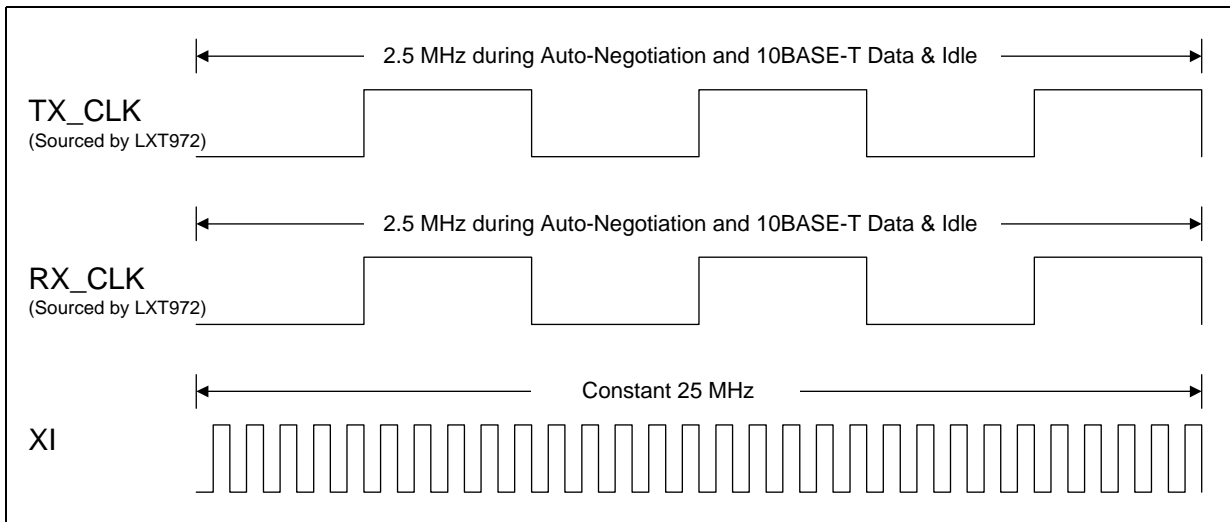 2.5 MHz during Auto-Negotiation and 10BASE-T Data & Idle
TX_CLK
(Sourced by LXT972)
2.5 MHz during Auto-Negotiation and 10BASE-T Data & Idle
RX_CLK
(Sourced by LXT972)
Constant 25 MHz
XI